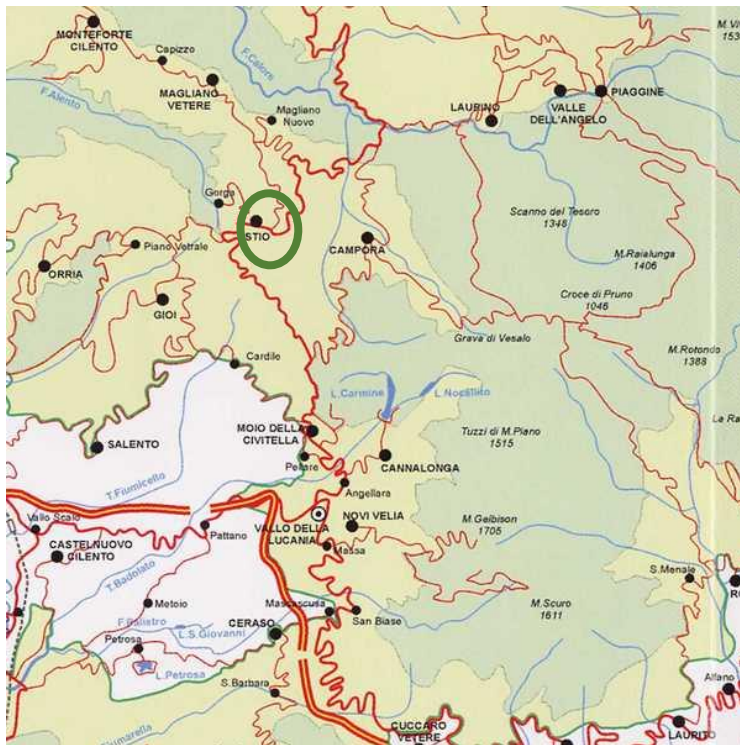 MONTEFORTE
CILENTO
Capizzo
MAGLIANO
VETERE
F.Calore
F.Alento
Magliano
Nuovo
LAURINO
VALLE
DELL'ANGELO
PIAGGINE
Gorga
STIO
CAMPORA
Piano Vetrale
ORRIA
GIOI
Scanno del Tesoro
1348
M.Raialunga
1406
Croce di Pruno
1046
Grava di Vesalo
M.Rotondo
1388
Cardile
L.Carmine
L.Nocellito
MOIO DELLA
CIVITELLA
SALENTO
Pellare
CANNALONGA
Tuzzi di M.Piano
1515
T.Fiumicello
Angellara
NOVI VELIA
VALLO DELLA
LUCANIA
Massa
M.Gelbison
1705
Vallo Scalo
Pattano
CASTELNUOVO
CILENTO
T.Badolato
S.Menale
Metoio
Mascascusa
San Biase
M.Scuro
1611
F.Palistro
L.S.Giovanni
CERASO
Petrosa
L.Petrosa
S.Barbara
Alfano
CUCCARO
VETERE
LAURITO